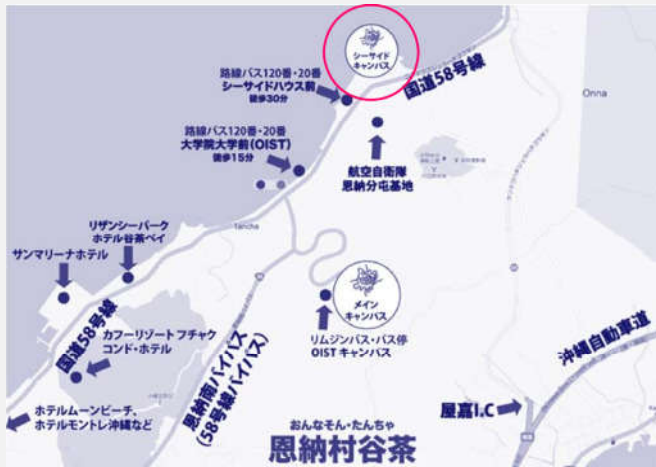 シーサイド
キャンパス
路線バス120番・20番
シーサイドハウス前
徒歩30分
国道58号線
Onna
路線バス120番・20番
大学院大学前(OIST)
徒歩15分
航空自衛隊
恩納分屯基地
リザンシーパーク
ホテル谷茶ベイ
Tancha
サンマリーナホテル
メイン
キャンパス
リムジンバス・バス停
OIST キャンパス
国道58号線
カフーリゾート フチャク
コンド・ホテル
恩納南バイパス
(58号線バイパス)
沖縄自動車道
屋嘉I.C
ホテルムーンビーチ、
ホテルモントレ沖縄など
おんなそん・たんちゃ
恩納村谷茶